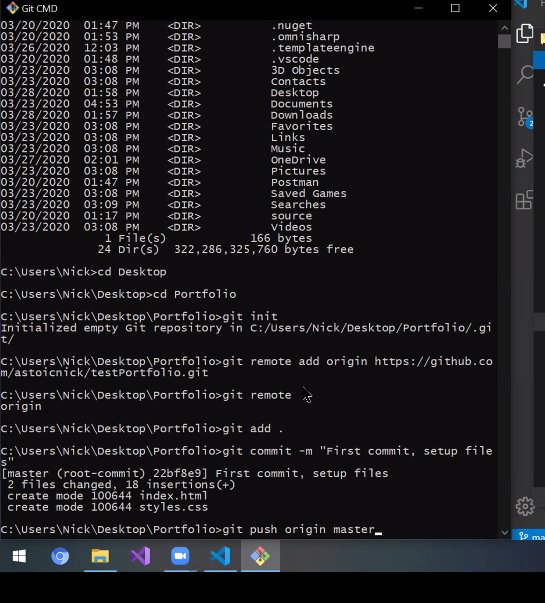 Git CMD
03/20/2020 01:47 PM <DIR> .nuget
03/20/2020 01:53 PM <DIR> .omnisharp
03/26/2020 12:03 PM <DIR> .templateengine
03/20/2020 01:48 PM <DIR> .vscode
03/23/2020 03:08 PM <DIR> 3D Objects
03/23/2020 03:08 PM <DIR> Contacts
03/28/2020 01:58 PM <DIR> Desktop
03/23/2020 04:53 PM <DIR> Documents
03/28/2020 01:57 PM <DIR> Downloads
03/23/2020 03:08 PM <DIR> Favorites
03/23/2020 03:08 PM <DIR> Links
03/23/2020 03:08 PM <DIR> Music
03/27/2020 02:01 PM <DIR> OneDrive
03/23/2020 03:08 PM <DIR> Pictures
03/20/2020 01:47 PM <DIR> Postman
03/23/2020 03:08 PM <DIR> Saved Games
03/23/2020 03:09 PM <DIR> Searches
03/20/2020 01:17 PM <DIR> source
03/23/2020 03:08 PM <DIR> Videos
1 File(s) 166 bytes
24 Dir(s) 322,286,325,760 bytes free
C:\Users\Nick>cd Desktop
C:\Users\Nick\Desktop>cd Portfolio
C:\Users\Nick\Desktop\Portfolio>git init
Initialized empty Git repository in C:/Users/Nick/Desktop/Portfolio/.gi
t/
C:\Users\Nick\Desktop\Portfolio>git remote add origin https://github.co
m/astoicnick/testPortfolio.git
C:\Users\Nick\Desktop\Portfolio>git remote
origin
C:\Users\Nick\Desktop\Portfolio>git add .
C:\Users\Nick\Desktop\Portfolio>git commit -m "First commit, setup file
s"
[master (root-commit) 22bf8e9] First commit, setup files
2 files changed, 18 insertions(+)
create mode 100644 index.html
create mode 100644 styles.css
C:\Users\Nick\Desktop\Portfolio>git push origin master
ma